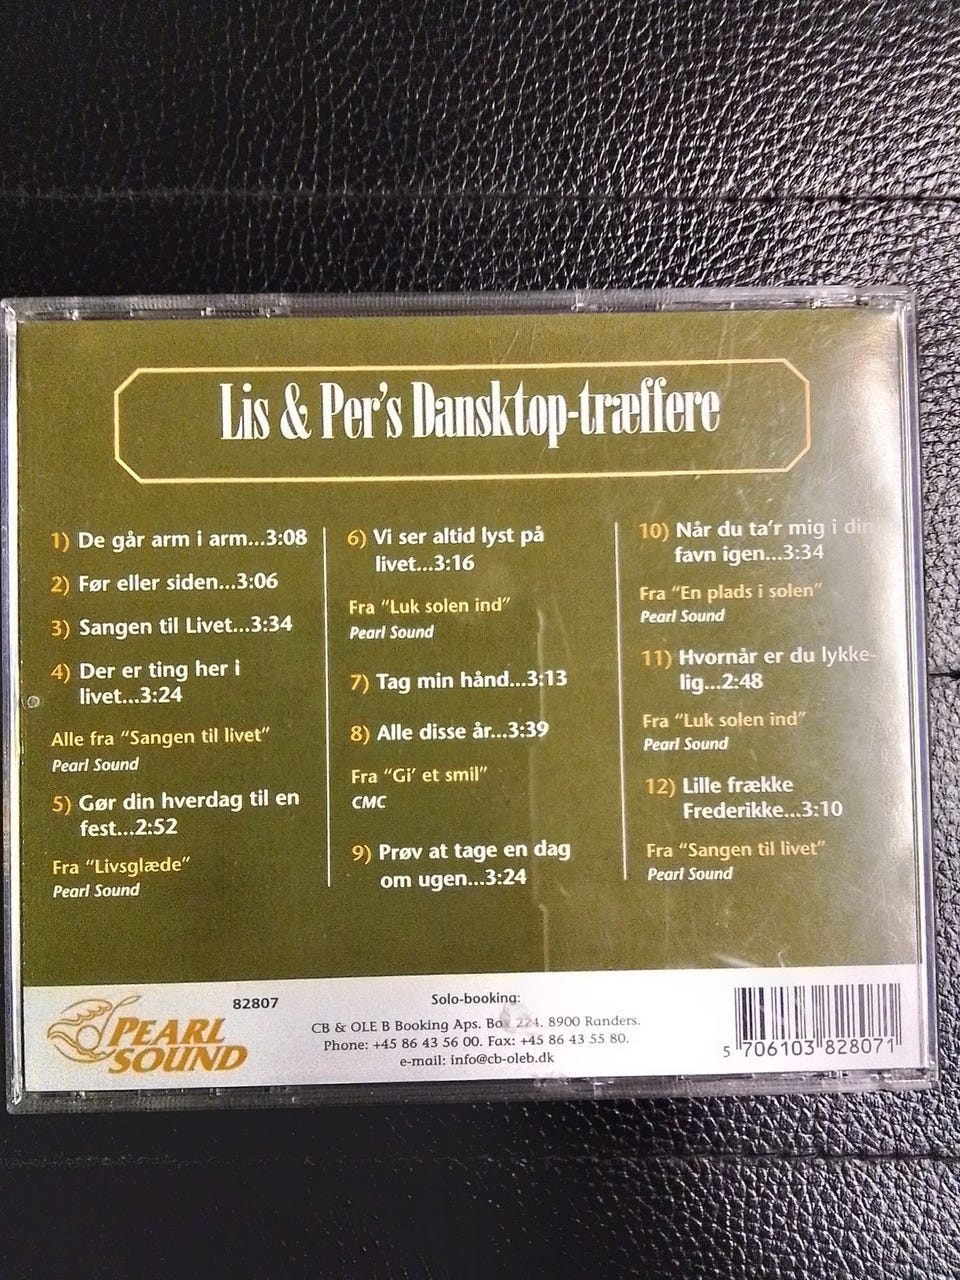 Lis & Per's Dansktop-træffere
1) De går arm i arm...3:08
2) Før eller siden...3:06
3) Sangen til Livet...3:34
4) Der er ting her i
livet...3:24
Alle fra "Sangen til livet"
Pearl Sound
5) Gør din hverdag til en
fest...2:52
Fra "Livsglæde"
Pearl Sound
6) Vi ser altid lyst på
livet...3:16
Fra "Luk solen ind"
Pearl Sound
7) Tag min hånd...3:13
8) Alle disse år...3:39
Fra "Gi' et smil"
CMC
9) Prøv at tage en dag
om ugen...3:24
10) Når du ta'r mig i din
favn igen...3:34
Fra "En plads i solen"
Pearl Sound
11) Hvornår er du lykke-
lig...2:48
Fra "Luk solen ind"
Pearl Sound
12) Lille frække
Frederikke...3:10
Fra "Sangen til livet"
Pearl Sound
PEARL
SOUND
82807
Solo-booking:
CB & OLE B Booking Aps. Box 224. 8900 Randers.
Phone: +45 86 43 56 00. Fax: +45 86 43 55 80.
e-mail: info@cb-oleb.dk
5 706103 828071